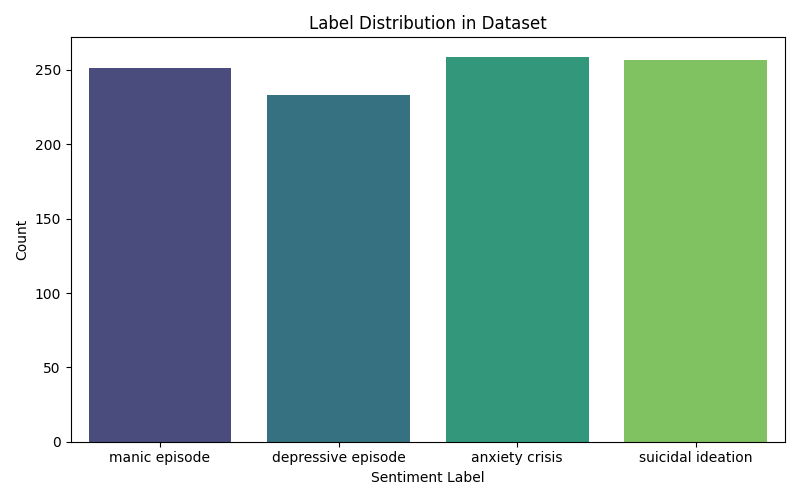 Label Distribution in Dataset
Count
250
200
150
100
50
0
manic episode
depressive episode
anxiety crisis
suicidal ideation
Sentiment Label